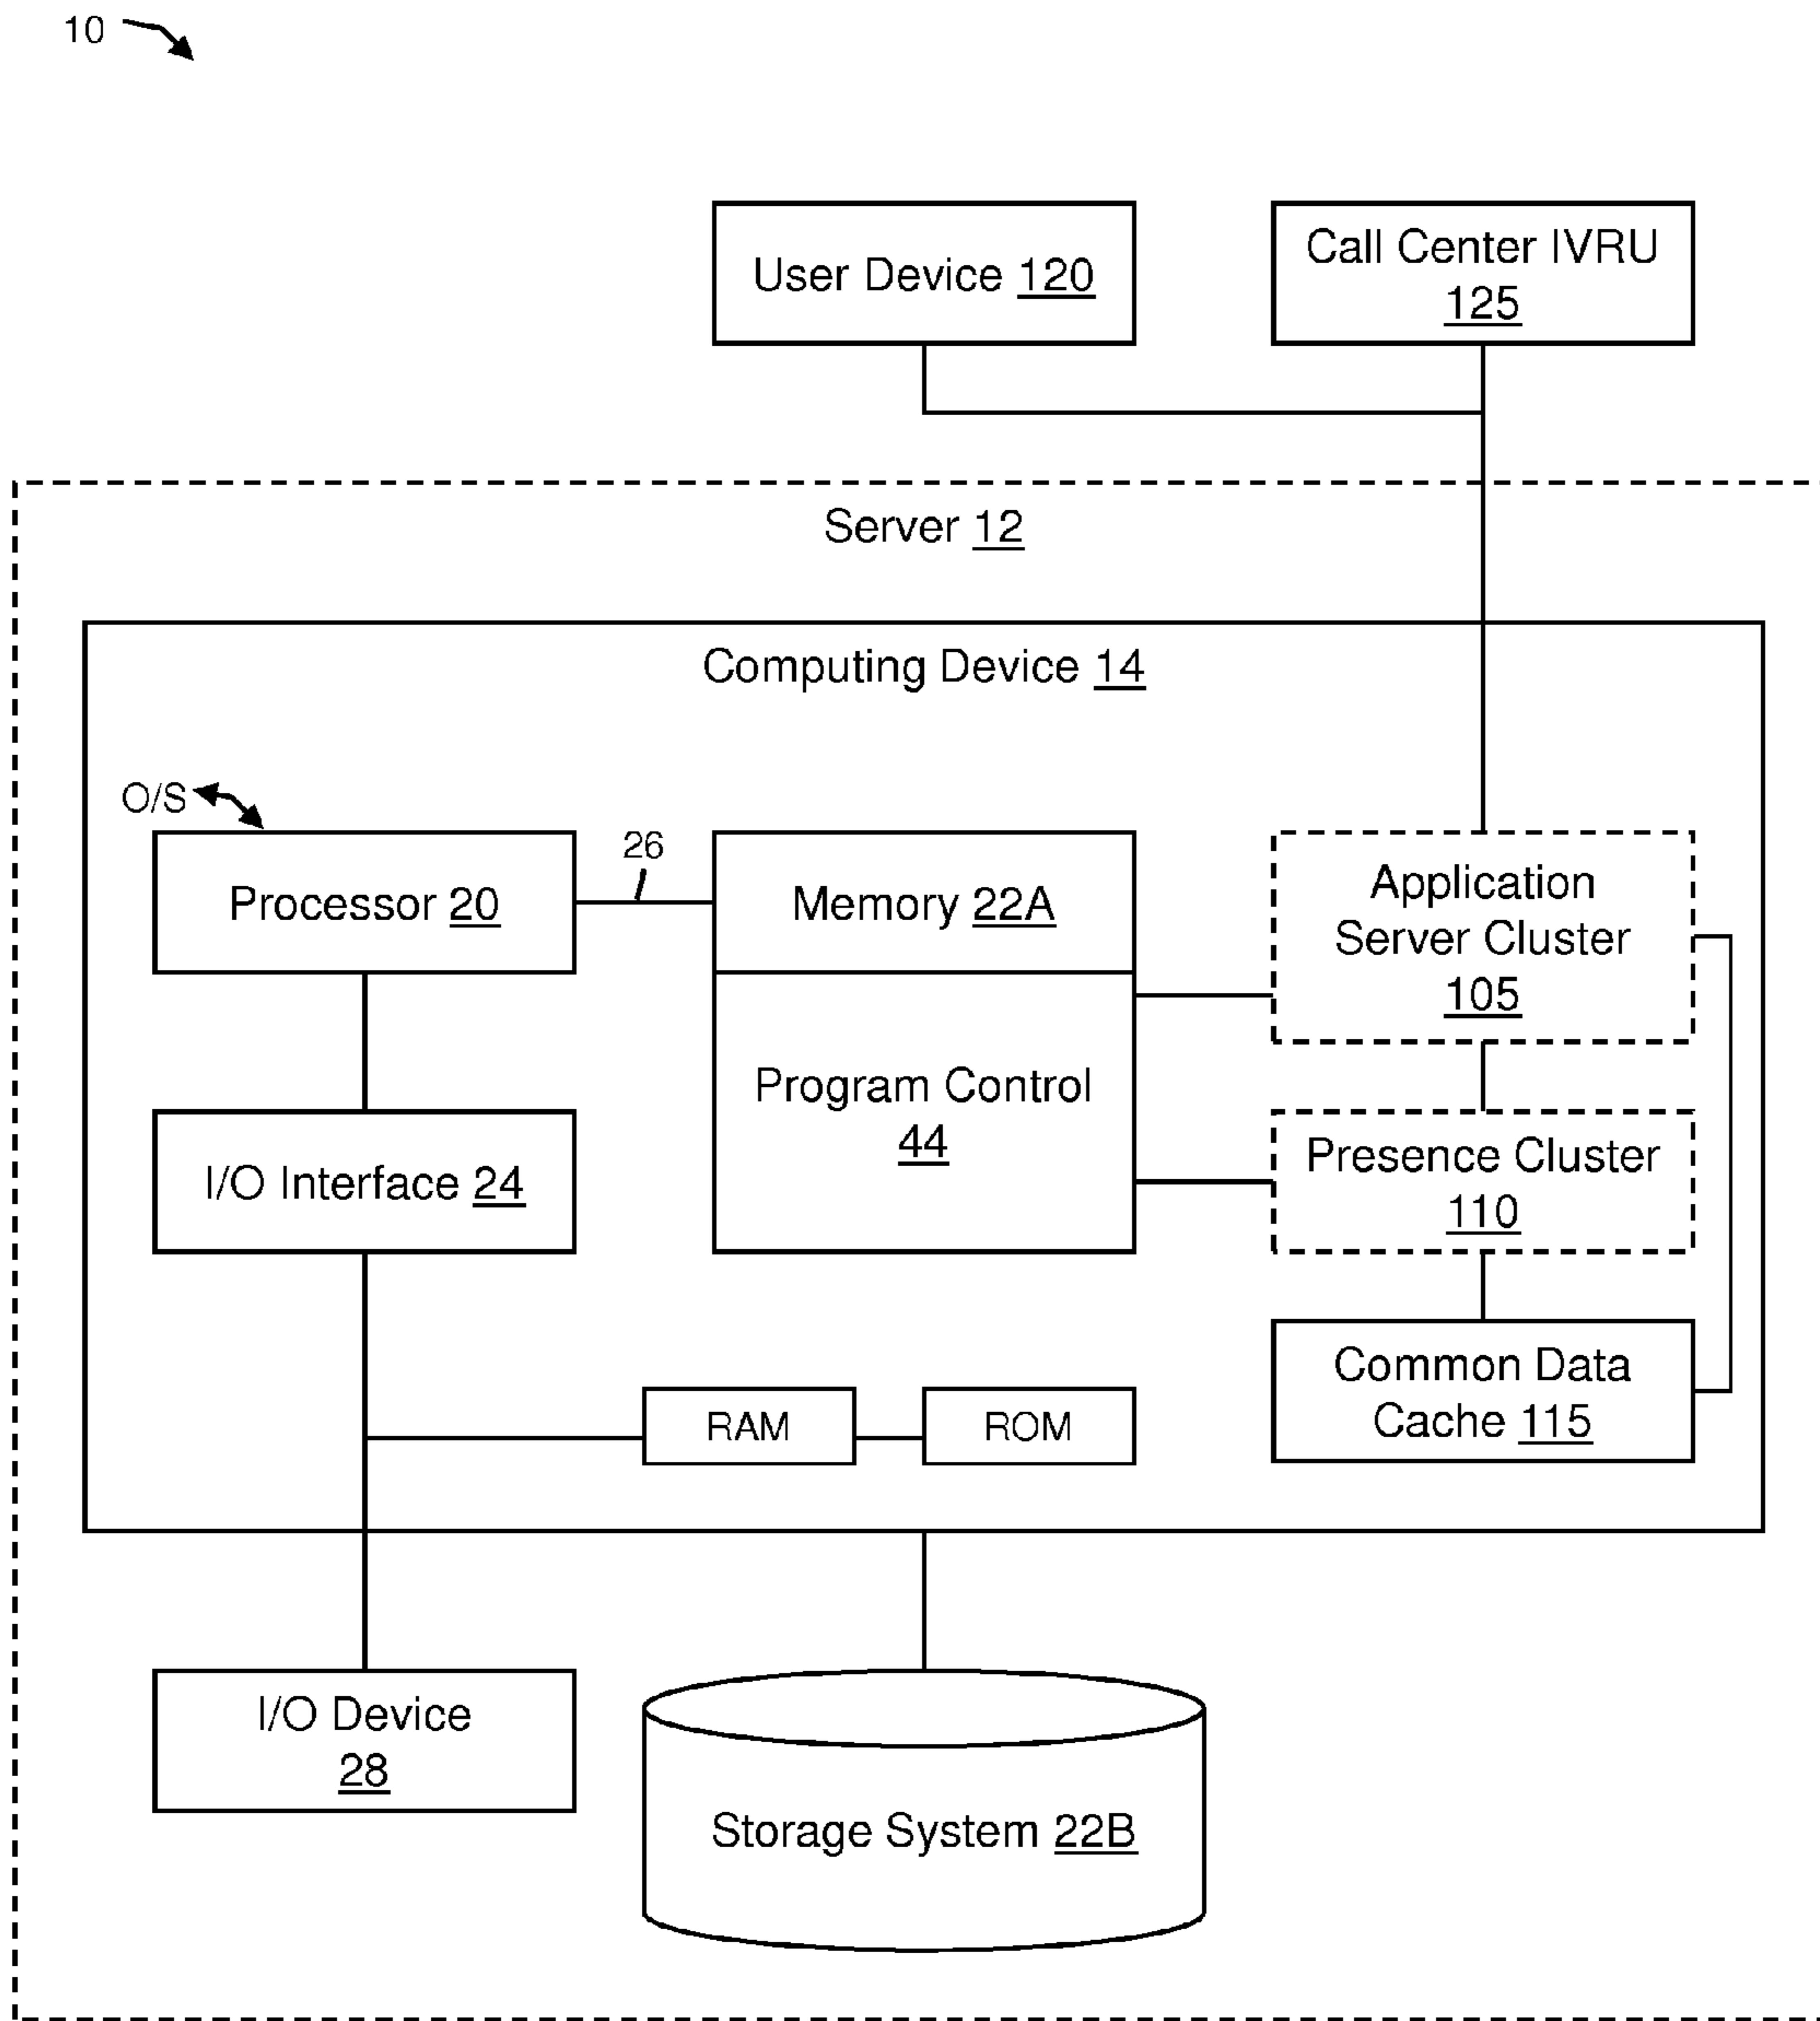 10
User Device 120
Call Center IVRU
125
Server 12
Computing Device 14
O/S
26
Processor 20
Memory 22A
Application
Server Cluster
105
Program Control
44
I/O Interface 24
Presence Cluster
110
Common Data
Cache 115
RAM
ROM
I/O Device
28
Storage System 22B